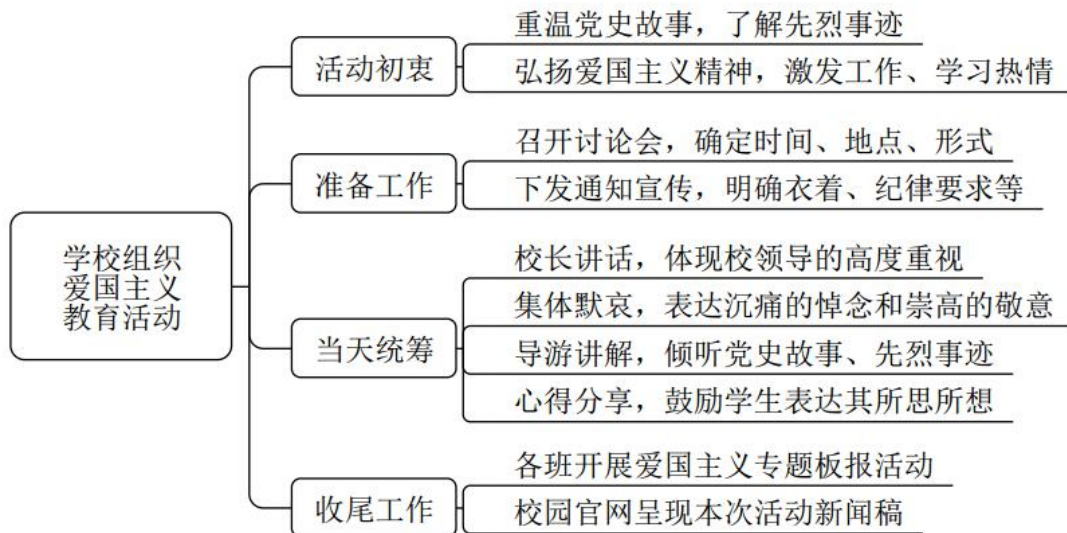 学校组织
爱国主义
教育活动
活动初衷
重温党史故事，了解先烈事迹
弘扬爱国主义精神，激发工作、学习热情
准备工作
召开讨论会，确定时间、地点、形式
下发通知宣传，明确衣着、纪律要求等
当天统筹
校长讲话，体现校领导的高度重视
集体默哀，表达沉痛的悼念和崇高的敬意
导游讲解，倾听党史故事、先烈事迹
心得分享，鼓励学生表达其所思所想
收尾工作
各班开展爱国主义专题板报活动
校园官网呈现本次活动新闻稿